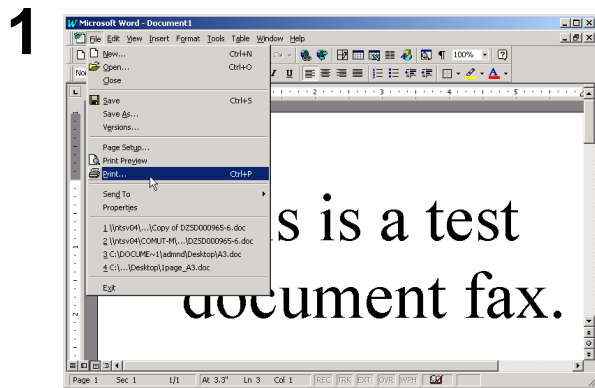 1
Microsoft Word - Document1
File Edit View Insert Format Tools Table Window Help
100%
New... Ctrl+N
Open... Ctrl+O
Close
Save Ctrl+S
Save As...
Versions...
Page Setup...
Print Preview
Print... Ctrl+P
Send To
Properties
1 \\ntsv04\...\Copy of DZSD000965-6.doc
2 \\ntsv04\COMUT-M\...\DZSD000965-6.doc
3 C:\DOCUME~1\admnd\Desktop\A3.doc
4 C:\...\Desktop\1page_A3.doc
Exit
s is a test
document fax.
Page 1 Sec 1 1/1 At 3.3" Ln 3 Col 1 REC TRK EXT OVR WPH